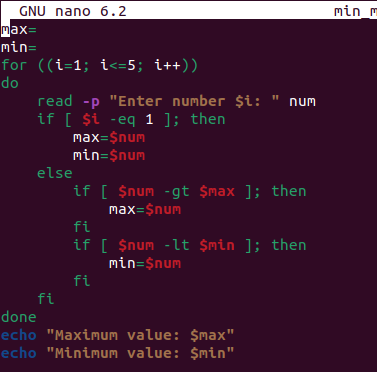 GNU nano 6.2 min_m
max=
min=
for ((i=1; i<=5; i++))
do
    read -p "Enter number $i: " num
    if [ $i -eq 1 ]; then
        max=$num
        min=$num
    else
        if [ $num -gt $max ]; then
            max=$num
        fi
        if [ $num -lt $min ]; then
            min=$num
        fi
    fi
done
echo "Maximum value: $max"
echo "Minimum value: $min"